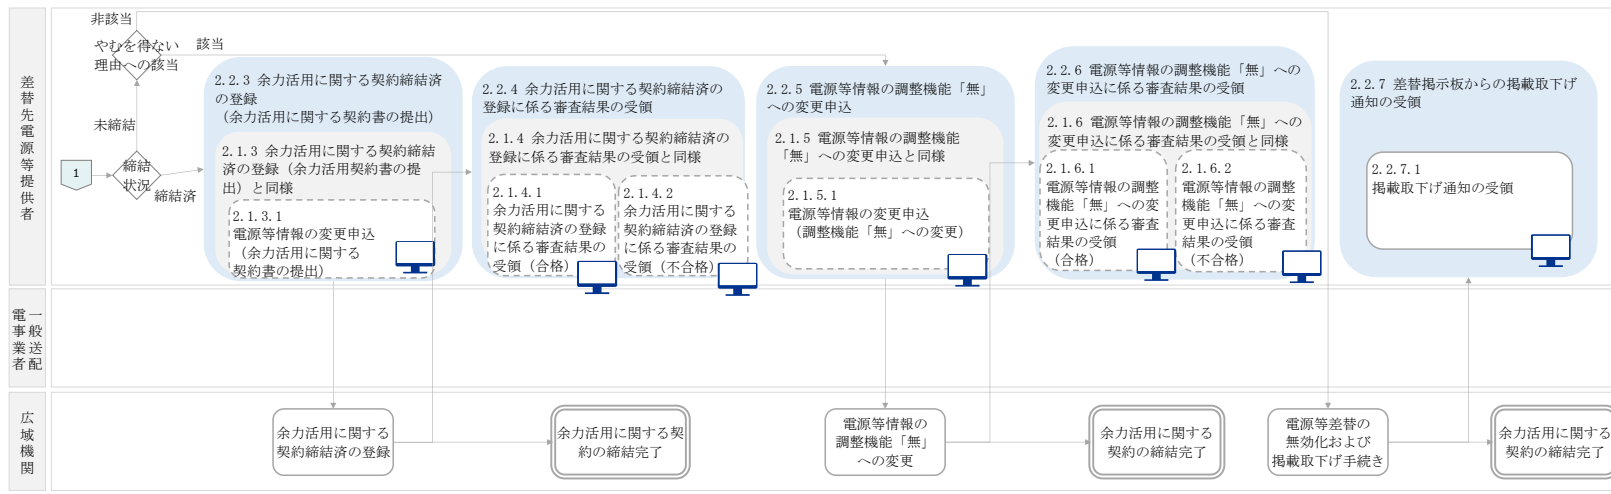 差替先電源等提供者
非該当
やむを得ない
理由への該当
該当
未締結
1
締結
状況
締結済
2.2.3 余力活用に関する契約締結済
の登録
（余力活用に関する契約書の提出）
2.1.3 余力活用に関する契約締結
済の登録（余力活用契約書の提
出）と同様
2.1.3.1
電源等情報の変更申込
（余力活用に関する
契約書の提出）
2.2.4 余力活用に関する契約締結済の
登録に係る審査結果の受領
2.1.4 余力活用に関する契約締結済の
登録に係る審査結果の受領と同様
2.1.4.1
余力活用に関する
契約締結済の登録
に係る審査結果の
受領（合格）
2.1.4.2
余力活用に関する
契約締結済の登録
に係る審査結果の
受領（不合格）
2.2.5 電源等情報の調整機能「無」
への変更申込
2.1.5 電源等情報の調整機能
「無」への変更申込と同様
2.1.5.1
電源等情報の変更申込
（調整機能「無」への変更）
2.2.6 電源等情報の調整機能「無」への
変更申込に係る審査結果の受領
2.1.6 電源等情報の調整機能「無」への
変更申込に係る審査結果の受領と同様
2.1.6.1
電源等情報の調整
機能「無」への変
更申込に係る審査
結果の受領
（合格）
2.1.6.2
電源等情報の調整
機能「無」への変
更申込に係る審査
結果の受領
（不合格）
2.2.7 差替掲示板からの掲載取下げ
通知の受領
2.2.7.1
掲載取下げ通知の受領
一般送配
電事業者
広域機関
余力活用に関する
契約締結済の登録
余力活用に関する契
約の締結完了
電源等情報の
調整機能「無」
への変更
余力活用に関する
契約の締結完了
電源等差替の
無効化および
掲載取下げ手続き
余力活用に関する
契約の締結完了